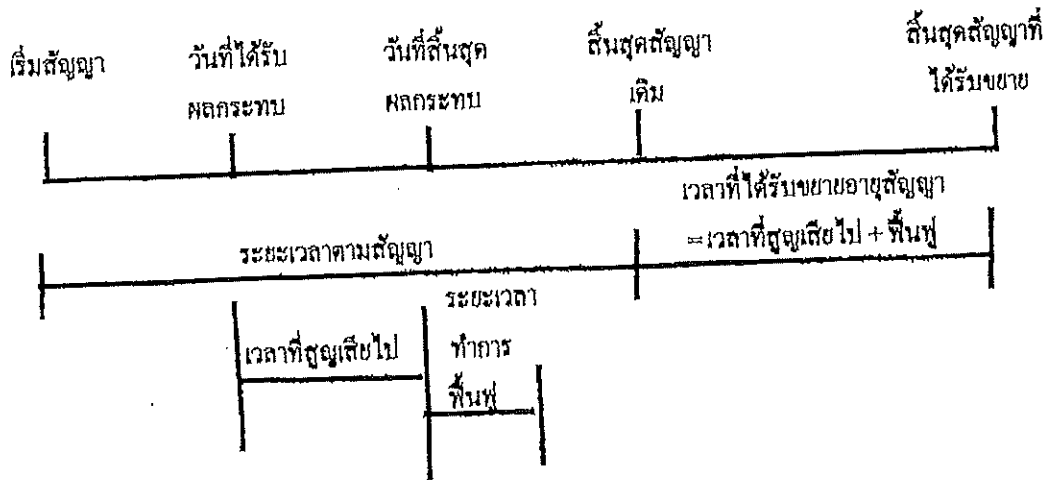 เริ่มสัญญา
วันที่ได้รับ
ผลกระทบ
วันที่สิ้นสุด
ผลกระทบ
สิ้นสุดสัญญา
เดิม
สิ้นสุดสัญญาที่
ได้รับขยาย
เวลาที่ได้รับขยายอายุสัญญา
=เวลาที่สูญเสียไป + ฟื้นฟู
ระยะเวลาตามสัญญา
ระยะเวลา
ทำการ
ฟื้นฟู
เวลาที่สูญเสียไป